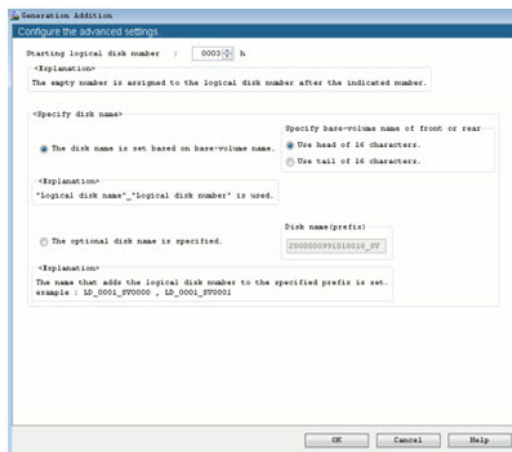 Generation Addition
Configure the advanced settings.
Starting logical disk number : 0003 h
<Explanation>
The empty number is assigned to the logical disk number after the indicated number.
<Specify disk name>
The disk name is set based on base-volume name.
Specify base-volume name of front or rear
Use head of 16 characters.
Use tail of 16 characters.
<Explanation>
"Logical disk name"_"Logical disk number" is used.
The optional disk name is specified.
Disk name(prefix)
2000000991010010_SV
<Explanation>
The name that adds the logical disk number to the specified prefix is set.
example : LD_0001_SV0000 , LD_0001_SV0001
OK Cancel Help